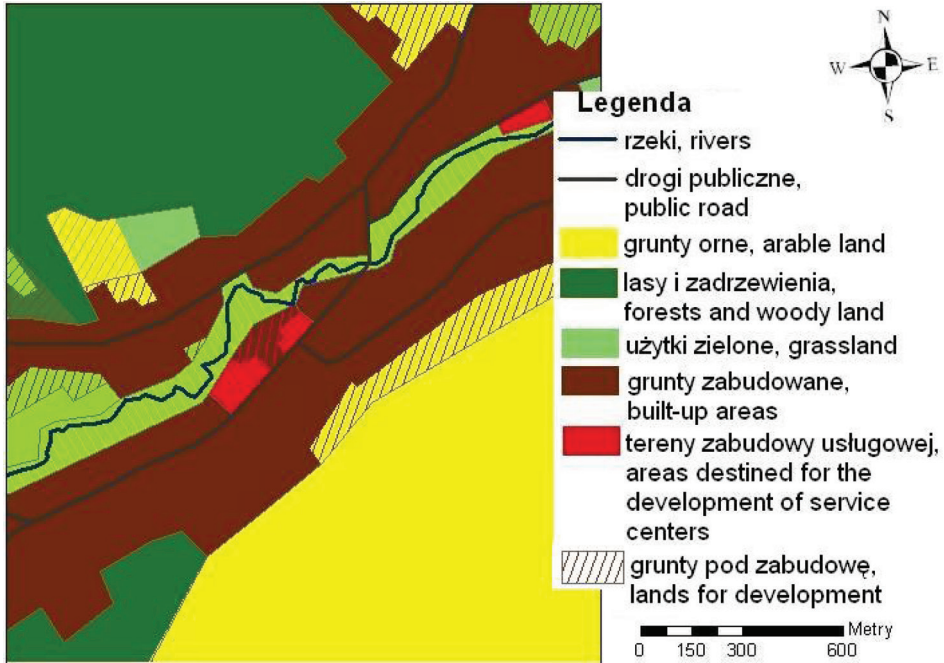 N
W E
S
Legenda
rzeki, rivers
drogi publiczne,
public road
grunty orne, arable land
lasy i zadrzewienia,
forests and woody land
użytki zielone, grassland
grunty zabudowane,
built-up areas
tereny zabudowy usługowej,
areas destined for the
development of service
centers
grunty pod zabudowę,
lands for development
Metry
0 150 300 600